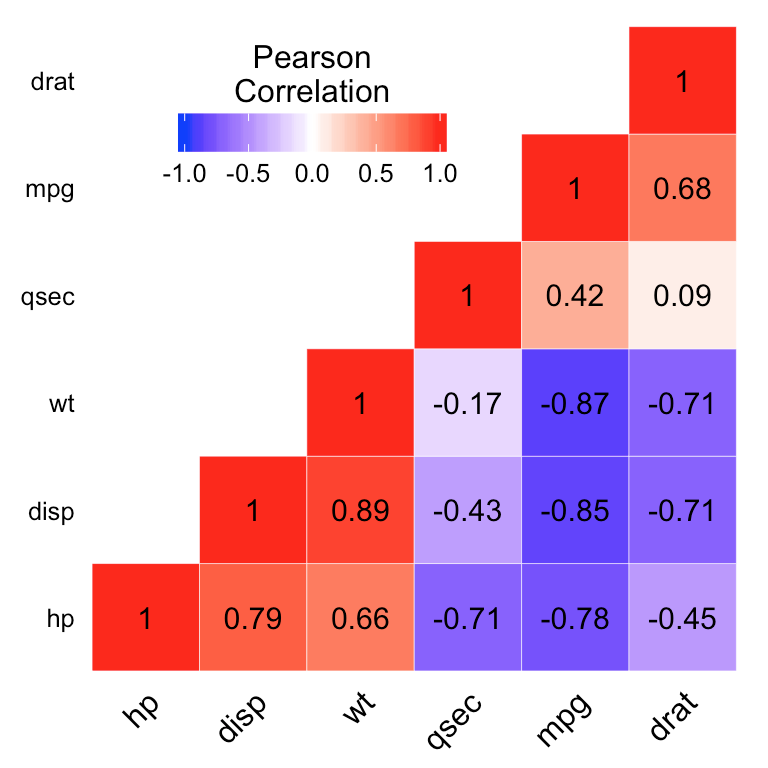 Pearson
Correlation
-1.0 -0.5 0.0 0.5 1.0
drat 1
mpg 1 0.68
qsec 1 0.42 0.09
wt 1 -0.17 -0.87 -0.71
disp 1 0.89 -0.43 -0.85 -0.71
hp 1 0.79 0.66 -0.71 -0.78 -0.45
hp disp wt qsec mpg drat